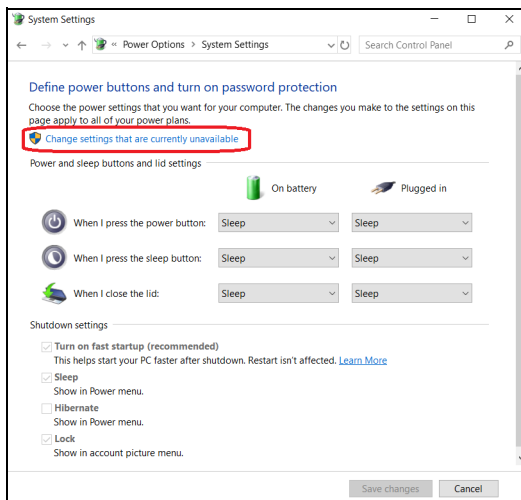 System Settings
« Power Options > System Settings
Search Control Panel
Define power buttons and turn on password protection
Choose the power settings that you want for your computer. The changes you make to the settings on this
page apply to all of your power plans.
Change settings that are currently unavailable
Power and sleep buttons and lid settings
On battery Plugged in
When I press the power button: Sleep Sleep
When I press the sleep button: Sleep Sleep
When I close the lid: Sleep Sleep
Shutdown settings
Turn on fast startup (recommended)
This helps start your PC faster after shutdown. Restart isn't affected. Learn More
Sleep
Show in Power menu.
Hibernate
Show in Power menu.
Lock
Show in account picture menu.
Save changes Cancel